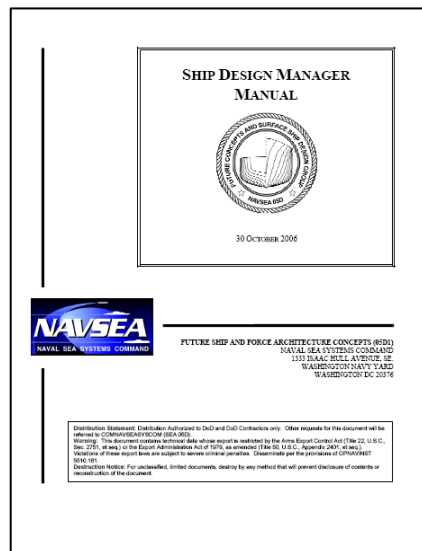 SHIP DESIGN MANAGER
MANUAL
FUTURE CONCEPTS AND SURFACE SHIP DESIGN GROUP
NAVSEA 05D
30 OCTOBER 2006
NAVSEA
NAVAL SEA SYSTEMS COMMAND
FUTURE SHIP AND FORCE ARCHITECTURE CONCEPTS (05D1)
NAVAL SEA SYSTEMS COMMAND
1333 ISAAC HULL AVENUE, SE.
WASHINGTON NAVY YARD
WASHINGTON DC 20376
Distribution Statement: Distribution Authorized to DoD and DoD Contractors only. Other requests for this document will be
referred to COMNAVSEASYSCOM (SEA 05D).
Warning: This document contains technical data whose export is restricted by the Arms Export Control Act (Title 22, U.S.C.,
Sec. 2751, et seq.) or the Export Administration Act of 1979, as amended (Title 50, U.S.C., Appendix 2401, et seq.).
Violations of these export laws are subject to severe criminal penalties. Disseminate per the provisions of OPNAVINST
5510.161.
Destruction Notice: For unclassified, limited documents, destroy by any method that will prevent disclosure of contents or
reconstruction of the document.